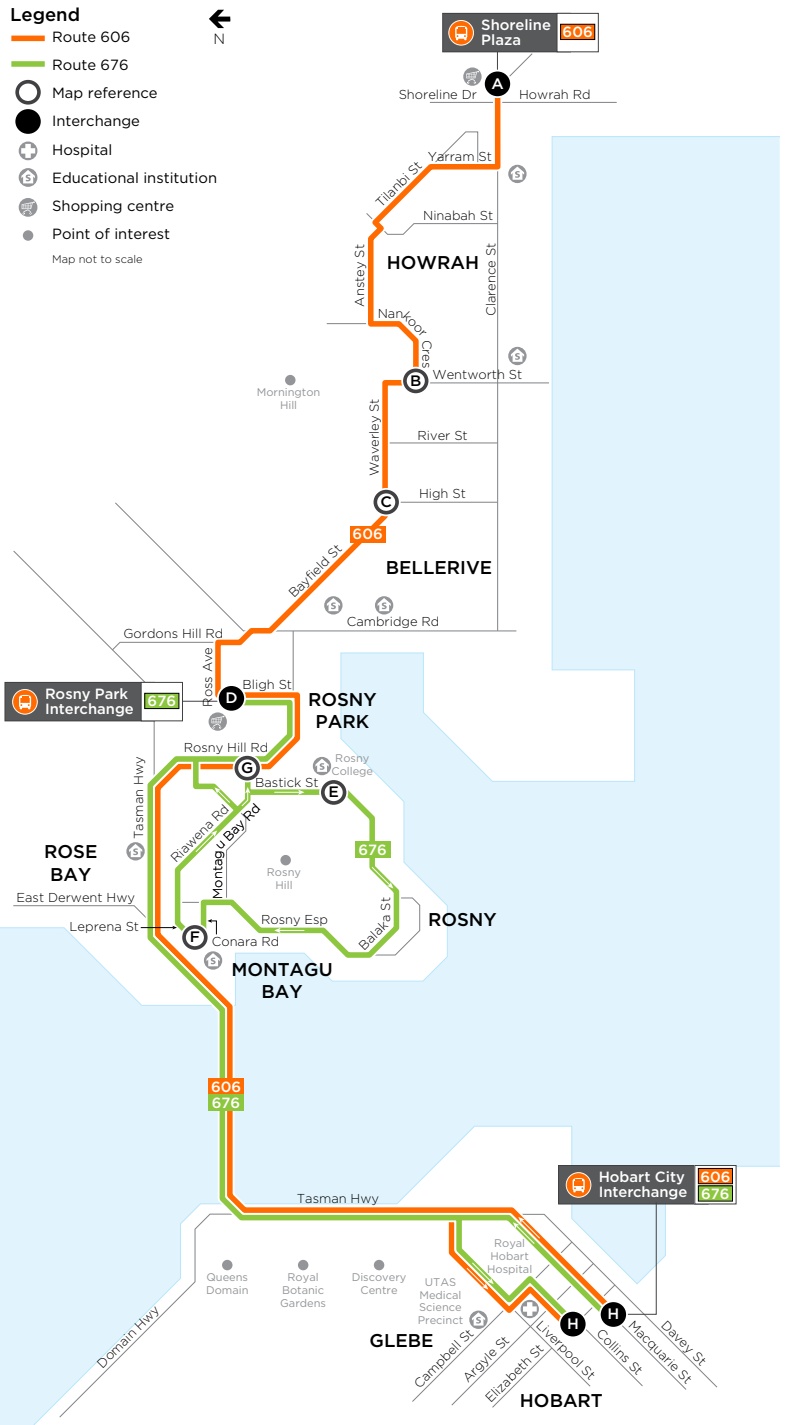 Legend
Route 606
Route 676
Map reference
Interchange
Hospital
S
Educational institution
Shopping centre
Point of interest
Map not to scale
N
Shoreline
Plaza
606
A
Shoreline Dr
Howrah Rd
Yarram St
S
Tilanbi St
Ninabah St
HOWRAH
Anstey St
Clarence St
Nankoor Cres
S
B
Wentworth St
Mornington
Hill
Waverley St
River St
C
High St
606
BELLERIVE
Bayfield St
S
S
Cambridge Rd
Gordons Hill Rd
Ross Ave
Bligh St
Rosny Park
Interchange
676
D
ROSNY
PARK
Rosny Hill Rd
G
S
Rosny
College
Bastick St
E
Tasman Hwy
Riawena Rd
Montagu Bay Rd
676
S
ROSE
BAY
Rosny
Hill
East Derwent Hwy
Leprena St
F
Conara Rd
S
Rosny Esp
Balaka St
ROSNY
MONTAGU
BAY
606
676
Hobart City
Interchange
606
676
Tasman Hwy
Royal
Hobart
Hospital
Queens
Domain
Royal
Botanic
Gardens
Discovery
Centre
UTAS
Medical
Science
Precinct
S
H
H
GLEBE
Domain Hwy
Campbell St
Argyle St
Elizabeth St
Liverpool St
Collins St
Macquarie St
Davey St
HOBART